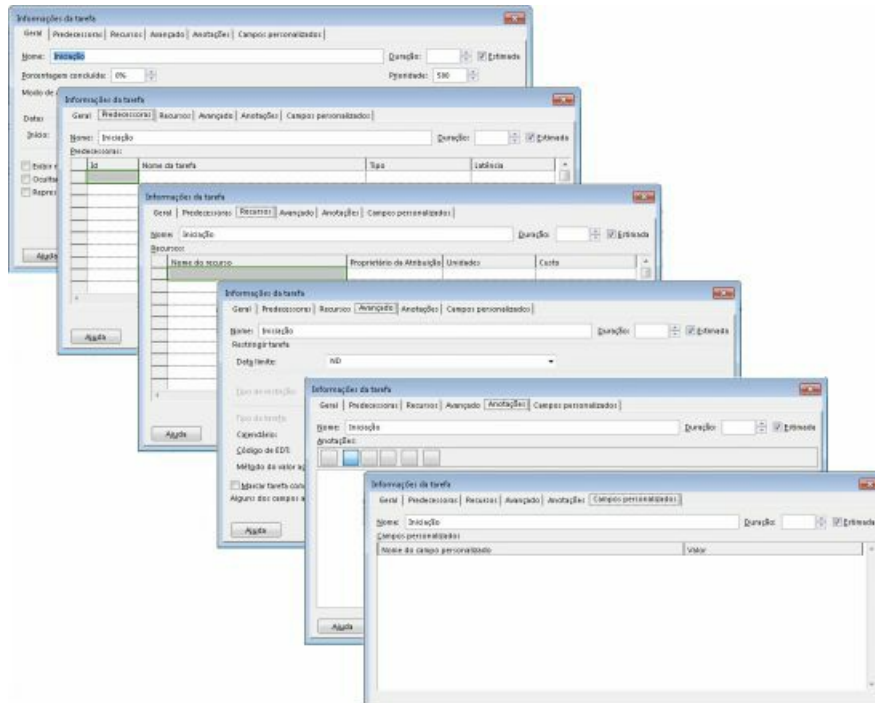 Informações da tarefa
Geral Predecessoras Recursos Avançado Anotações Campos personalizados
Nome: Iniciação Duração: Estimada
Porcentagem concluída: 0% Prioridade: 500
Modo de
Datas
Início:
Exibir
Ocultar
Repres
Ajuda
Informações da tarefa
Geral Predecessoras Recursos Avançado Anotações Campos personalizados
Nome: Iniciação Duração: Estimada
Predecessoras:
Id Nome da tarefa Tipo Latência
Ajuda
Informações da tarefa
Geral Predecessoras Recursos Avançado Anotações Campos personalizados
Nome: Iniciação Duração: Estimada
Recursos:
Nome do recurso Proprietário da Atribuição Unidades Custo
Ajuda
Informações da tarefa
Geral Predecessoras Recursos Avançado Anotações Campos personalizados
Nome: Iniciação Duração: Estimada
Restringir tarefa
Data limite: ND
Tipo de restrição:
Tipo da tarefa:
Calendário:
Código de EDT:
Método do valor
Marcar tarefa
Alguns dos campos
Ajuda
Informações da tarefa
Geral Predecessoras Recursos Avançado Anotações Campos personalizados
Nome: Iniciação Duração: Estimada
Anotações:
Ajuda
Informações da tarefa
Geral Predecessoras Recursos Avançado Anotações Campos personalizados
Nome: Iniciação Duração: Estimada
Campos personalizados
Nome do campo personalizado Valor